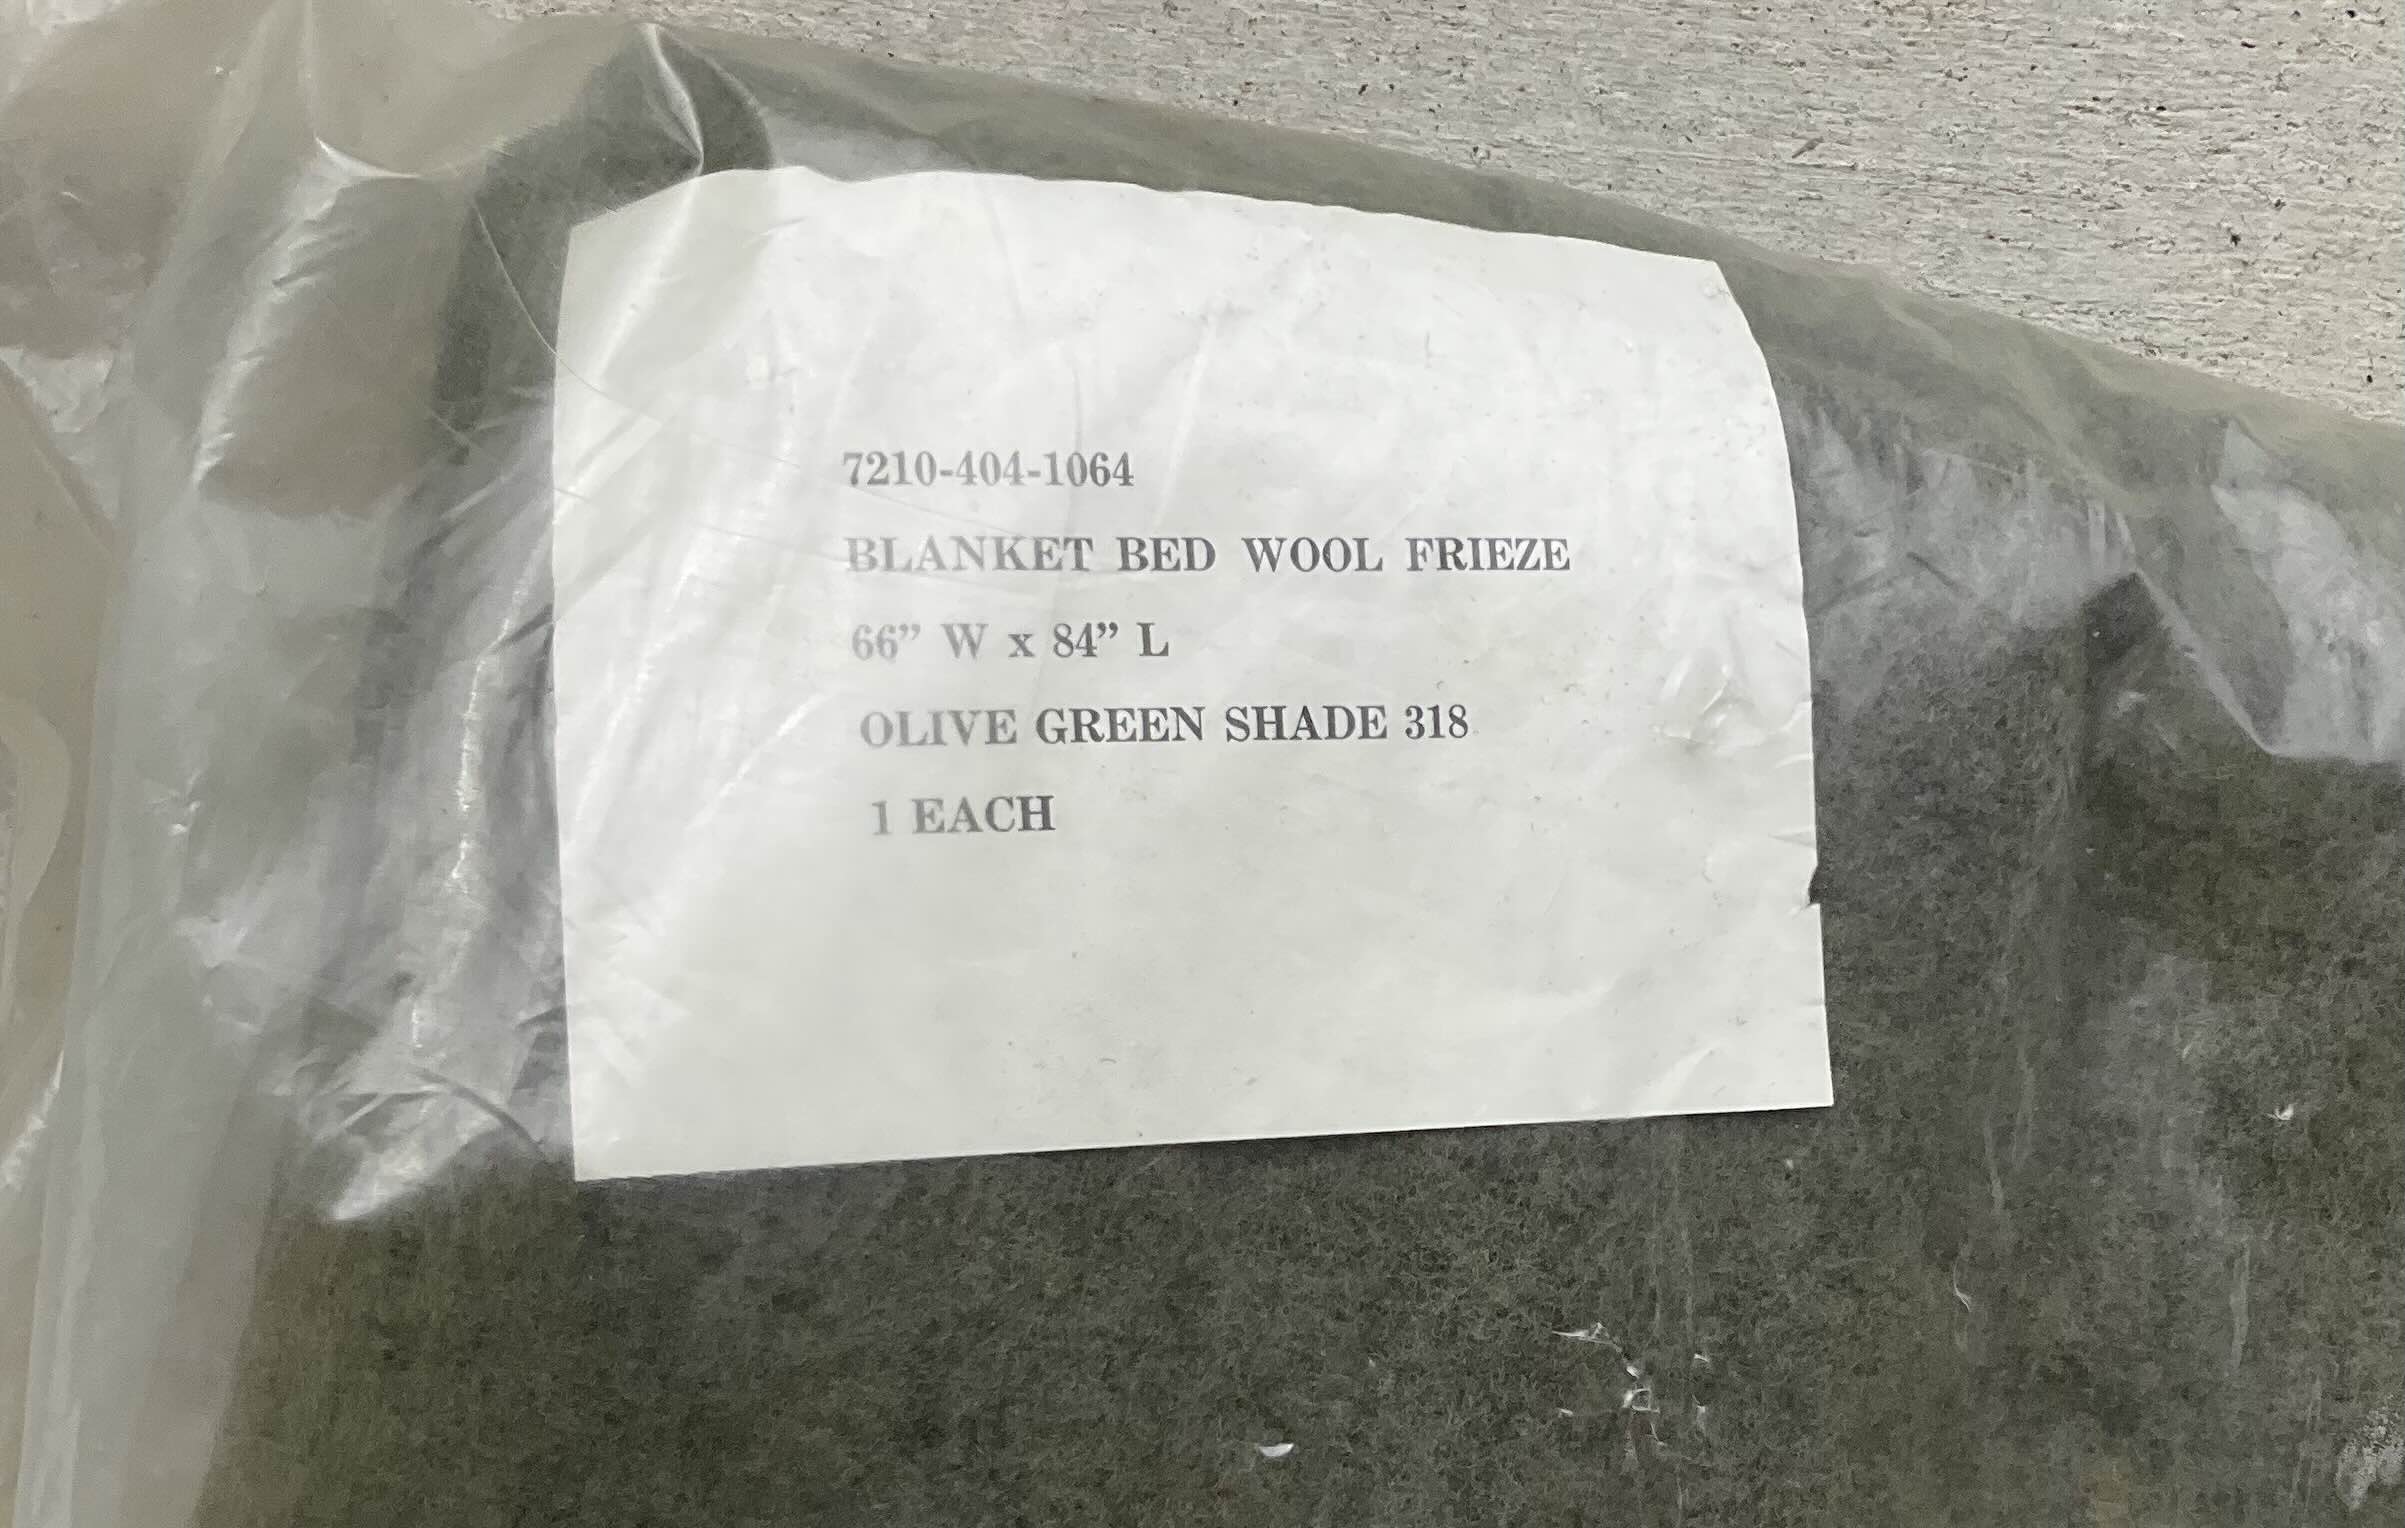 7210-404-1064
BLANKET BED WOOL FRIEZE
66” W x 84” L
OLIVE GREEN SHADE 318
1 EACH